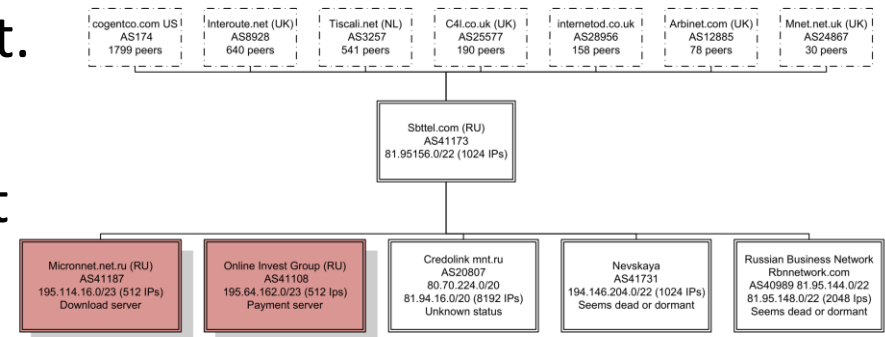 t.
cogentco.com US
AS174
1799 peers
Interoute.net (UK)
AS8928
640 peers
Tiscali.net (NL)
AS3257
541 peers
C4l.co.uk (UK)
AS25577
190 peers
internetod.co.uk
AS28956
158 peers
Arbinet.com (UK)
AS12885
78 peers
Mnet.net.uk (UK)
AS24867
30 peers
Sbttel.com (RU)
AS41173
81.95156.0/22 (1024 IPs)
t
Micronnet.net.ru (RU)
AS41187
195.114.16.0/23 (512 IPs)
Download server
Online Invest Group (RU)
AS41108
195.64.162.0/23 (512 Ips)
Payment server
Credolink mnt.ru
AS20807
80.70.224.0/20
81.94.16.0/20 (8192 IPs)
Unknown status
Nevskaya
AS41731
194.146.204.0/22 (1024 IPs)
Seems dead or dormant
Russian Business Network
Rbnnetwork.com
AS40989 81.95.144.0/22
81.95.148.0/22 (2048 Ips)
Seems dead or dormant